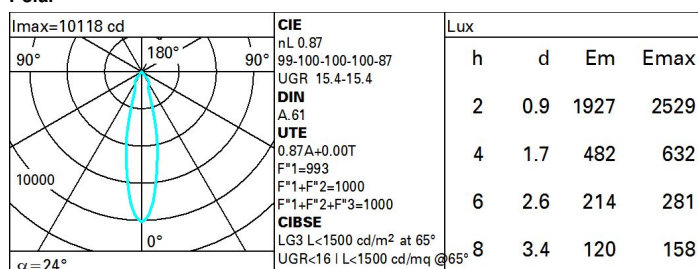 Imax=10118 cd
90° 180° 90°
10000
0°
α=24°
CIE
nL 0.87
99-100-100-100-87
UGR 15.4-15.4
DIN
A.61
UTE
0.87A+0.00T
F"1=993
F"1+F"2=1000
F"1+F"2+F"3=1000
CIBSE
LG3 L<1500 cd/m² at 65°
UGR<16 | L<1500 cd/mq @65°
Lux
h d Em Emax
2 0.9 1927 2529
4 1.7 482 632
6 2.6 214 281
8 3.4 120 158